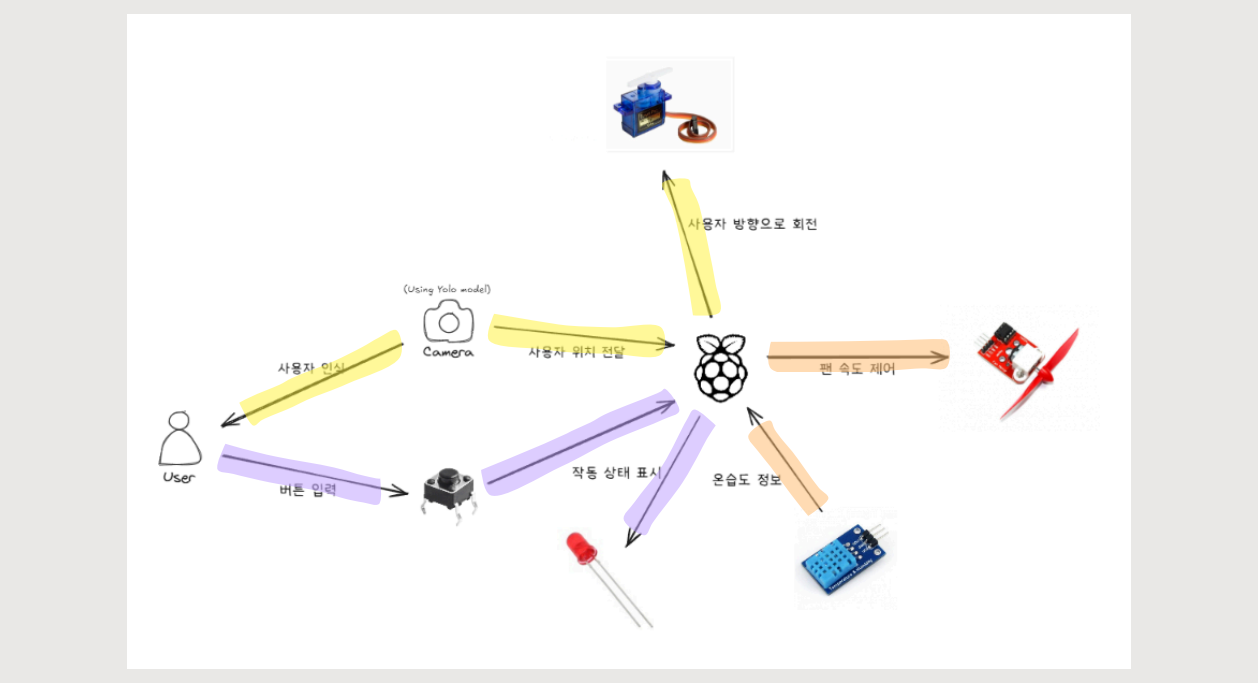 사용자 방향으로 회전
(Using Yolo model)
Camera
사용자 인식
사용자 위치 전달
팬 속도 제어
User
버튼 입력
작동 상태 표시
온습도 정보